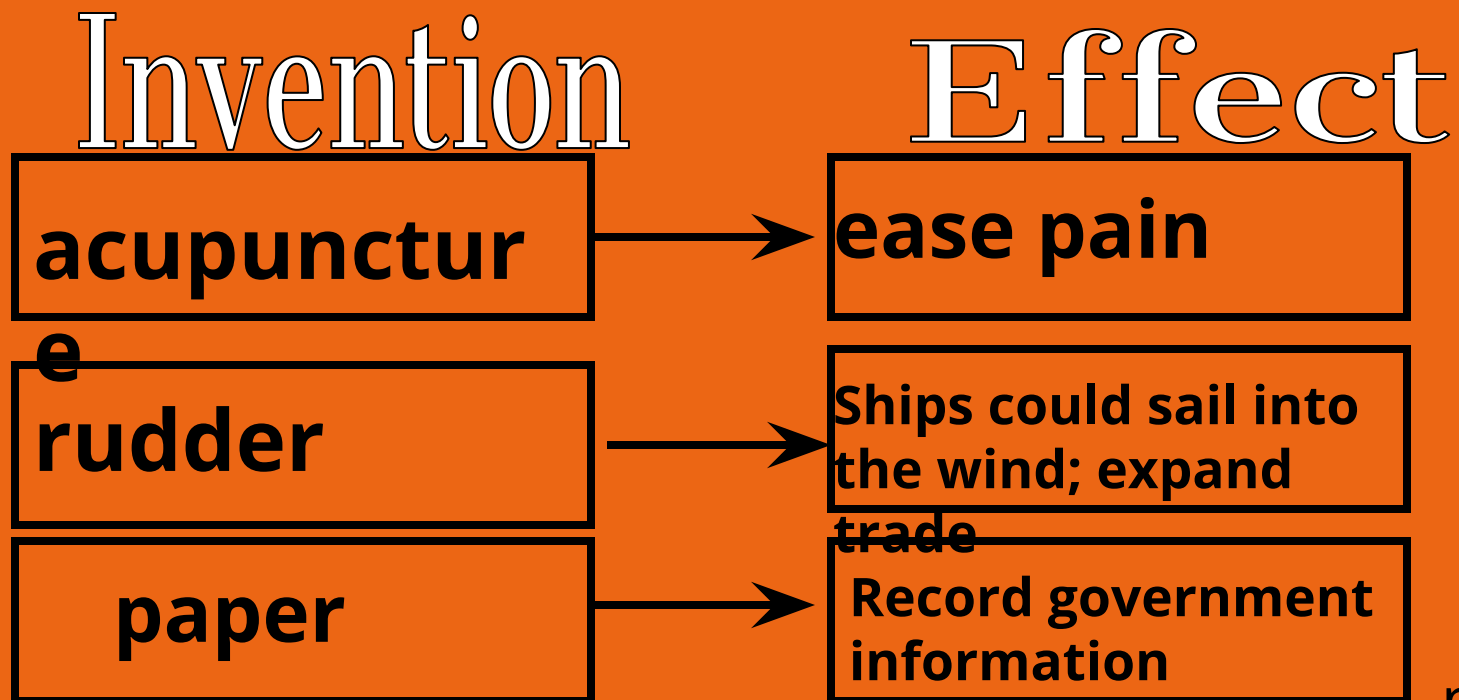 Invention
Effect
acupunctur
e
ease pain
rudder
Ships could sail into
the wind; expand
trade
paper
Record government
information